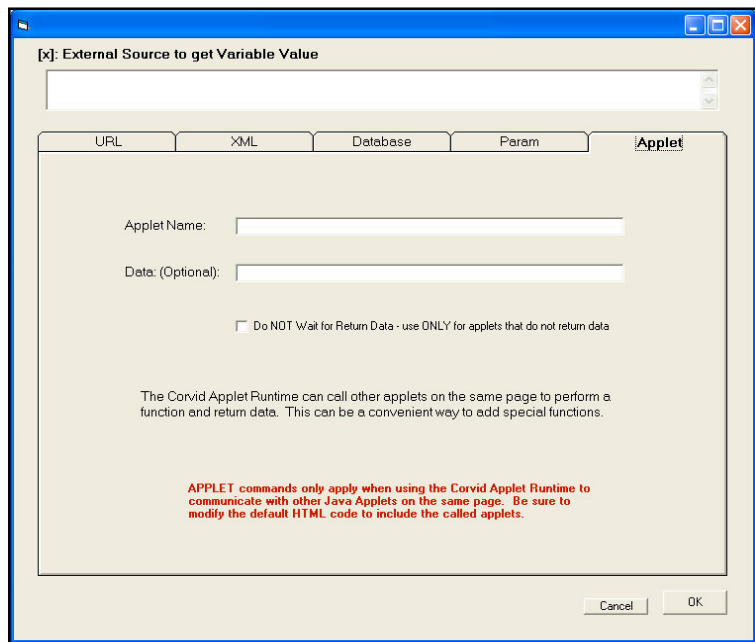 [x]: External Source to get Variable Value
URL XML Database Param Applet
Applet Name:
Data: (Optional):
Do NOT Wait for Return Data - use ONLY for applets that do not return data
The Corvid Applet Runtime can call other applets on the same page to perform a
function and return data. This can be a convenient way to add special functions.
APPLET commands only apply when using the Corvid Applet Runtime to
communicate with other Java Applets on the same page. Be sure to
modify the default HTML code to include the called applets.
Cancel OK